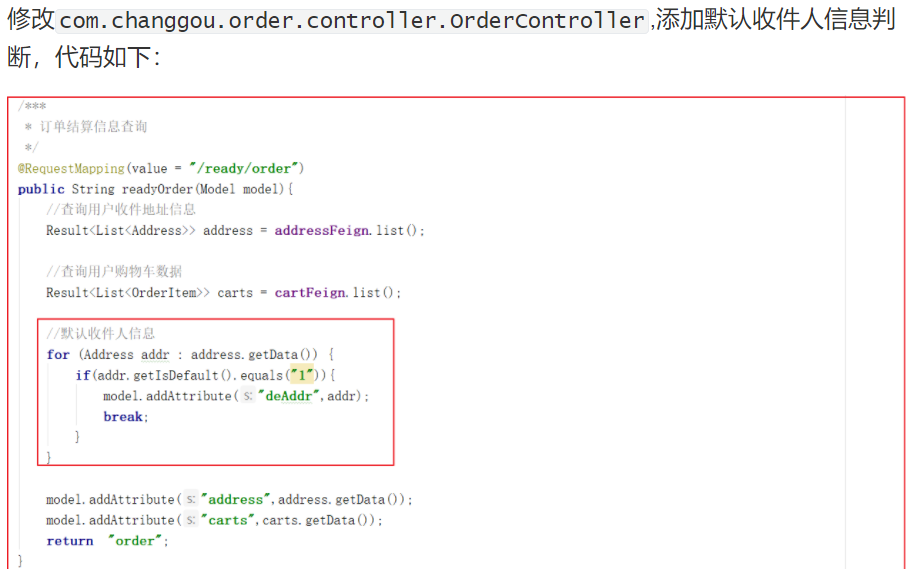 修改com.changgou.order.controller.OrderController,添加默认收件人信息判
断，代码如下：
/***
* 订单结算信息查询
*/
@RequestMapping(value = "/ready/order")
public String readyOrder(Model model){
//查询用户收件地址信息
Result<List<Address>> address = addressFeign.list();
//查询用户购物车数据
Result<List<OrderItem>> carts = cartFeign.list();
//默认收件人信息
for (Address addr : address.getData()) {
if(addr.getIsDefault().equals("1")){
model.addAttribute( s: "deAddr",addr);
break;
}
}
model.addAttribute( s: "address",address.getData());
model.addAttribute( s: "carts",carts.getData());
return "order";
}